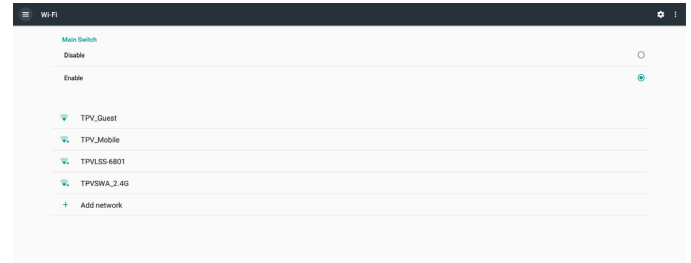 Wi-Fi
Main Switch
Disable
Enable
TPV_Guest
TPV_Mobile
TPVLSS-6801
TPVSWA_2.4G
Add network